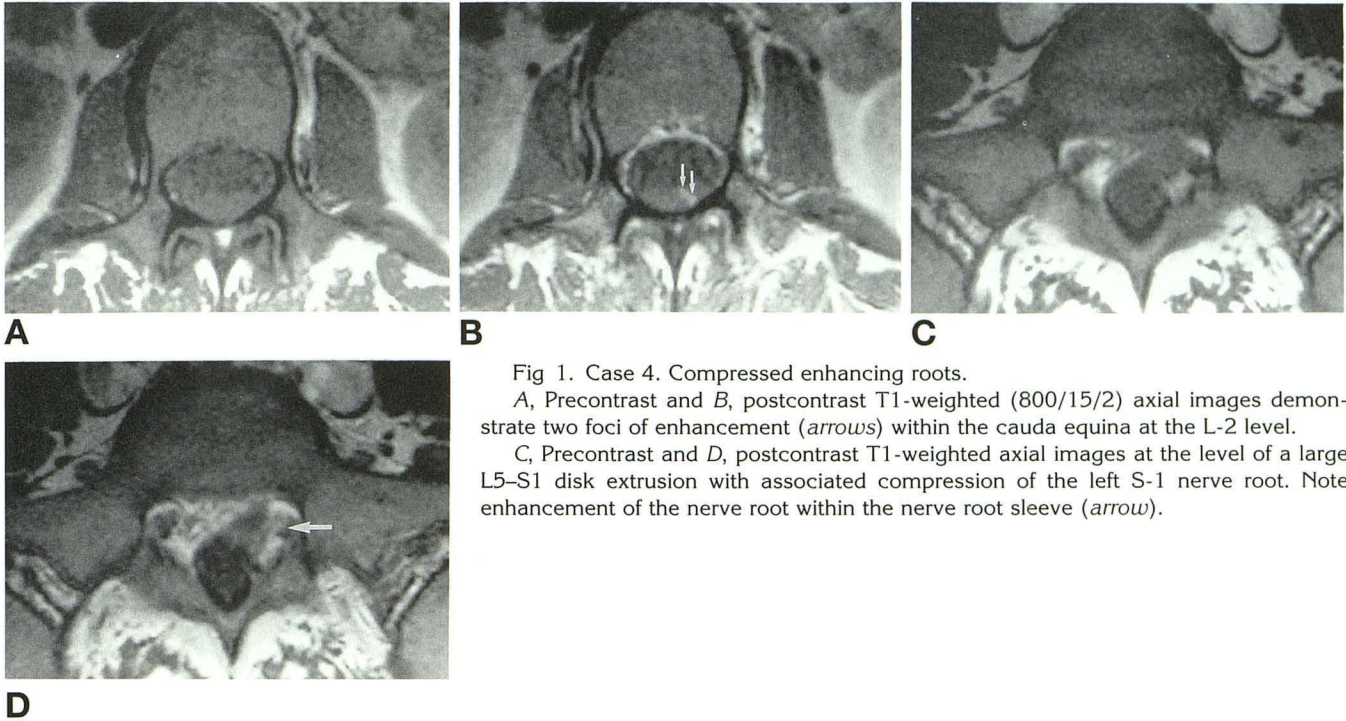 A
B
C
Fig 1. Case 4. Compressed enhancing roots.
A, Precontrast and B, postcontrast T1-weighted (800/15/2) axial images demon-
strate two foci of enhancement (arrows) within the cauda equina at the L-2 level.
C, Precontrast and D, postcontrast T1-weighted axial images at the level of a large
L5–S1 disk extrusion with associated compression of the left S-1 nerve root. Note
enhancement of the nerve root within the nerve root sleeve (arrow).
D